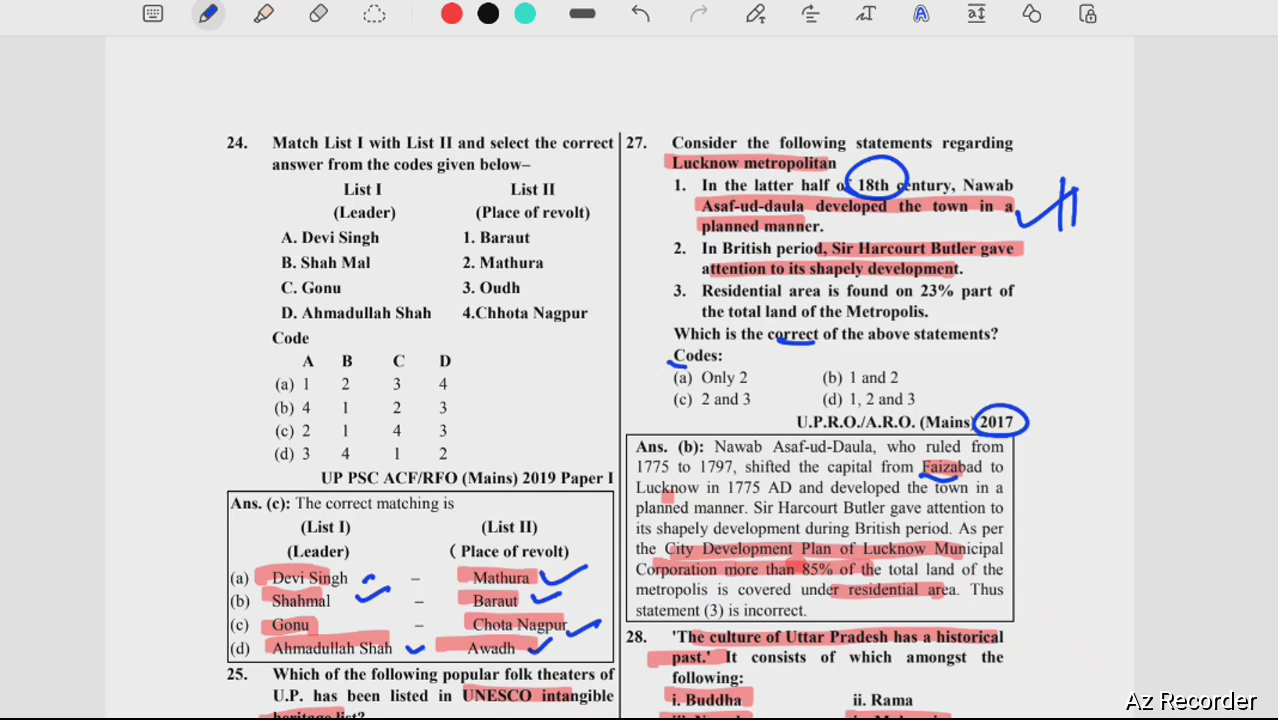 24. Match List I with List II and select the correct
answer from the codes given below–
List I List II
(Leader) (Place of revolt)
A. Devi Singh 1. Baraut
B. Shah Mal 2. Mathura
C. Gonu 3. Oudh
D. Ahmadullah Shah 4.Chhota Nagpur
Code
A B C D
(a) 1 2 3 4
(b) 4 1 2 3
(c) 2 1 4 3
(d) 3 4 1 2
UP PSC ACF/RFO (Mains) 2019 Paper I
Ans. (c): The correct matching is
(List I) (List II)
(Leader) ( Place of revolt)
(a) Devi Singh – Mathura
(b) Shahmal – Baraut
(c) Gonu – Chota Nagpur
(d) Ahmadullah Shah Awadh
25. Which of the following popular folk theaters of
U.P. has been listed in UNESCO intangible
heritage list?
27. Consider the following statements regarding
Lucknow metropolitan
1. In the latter half of 18th century, Nawab
Asaf-ud-daula developed the town in a
planned manner.
2. In British period, Sir Harcourt Butler gave
attention to its shapely development.
3. Residential area is found on 23% part of
the total land of the Metropolis.
Which is the correct of the above statements?
Codes:
(a) Only 2 (b) 1 and 2
(c) 2 and 3 (d) 1, 2 and 3
U.P.R.O./A.R.O. (Mains) 2017
Ans. (b): Nawab Asaf-ud-Daula, who ruled from
1775 to 1797, shifted the capital from Faizabad to
Lucknow in 1775 AD and developed the town in a
planned manner. Sir Harcourt Butler gave attention to
its shapely development during British period. As per
the City Development Plan of Lucknow Municipal
Corporation more than 85% of the total land of the
metropolis is covered under residential area. Thus
statement (3) is incorrect.
28. 'The culture of Uttar Pradesh has a historical
past.' It consists of which amongst the
following:
i. Buddha ii. Rama
Az Recorder